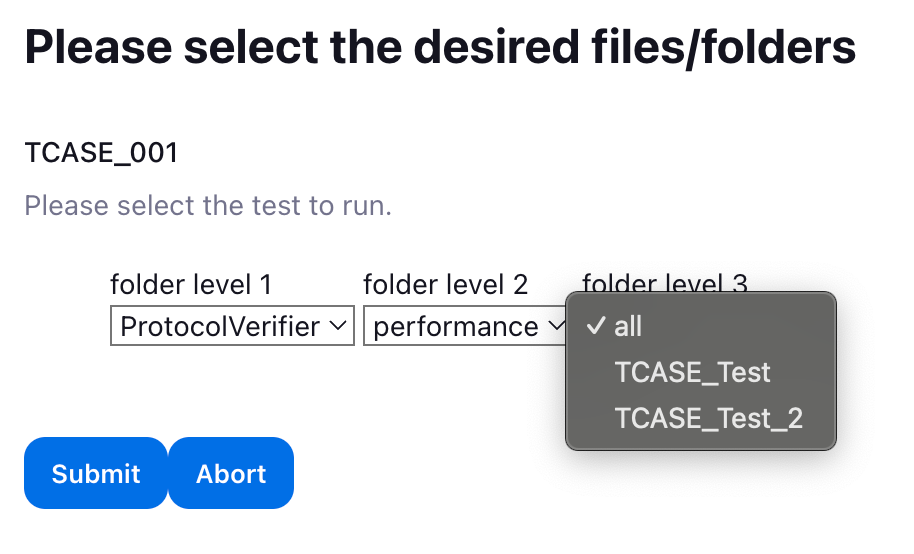 Please select the desired files/folders
TCASE_001
Please select the test to run.
folder level 1 folder level 2 folder level 3
ProtocolVerifier performance
✓ all
TCASE_Test
TCASE_Test_2
Submit Abort